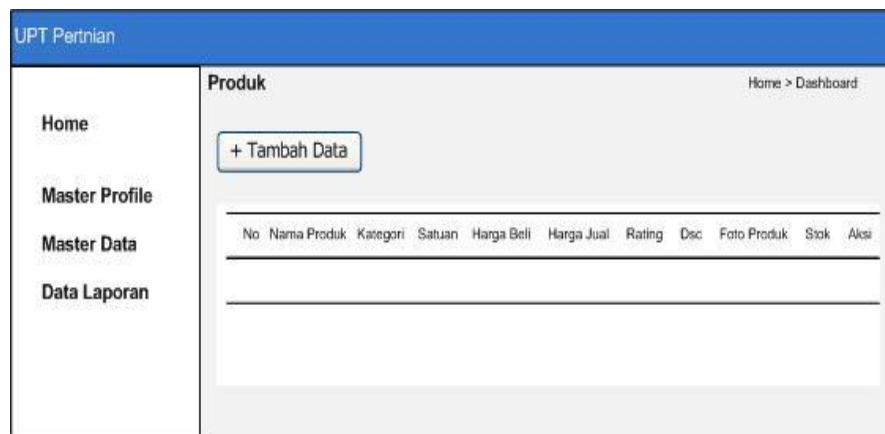 UPT Pertnian
Produk
Home > Dashboard
Home
+ Tambah Data
Master Profile
Master Data
Data Laporan
No Nama Produk Kategori Satuan Harga Beli Harga Jual Rating Dsc Foto Produk Stok Aksi